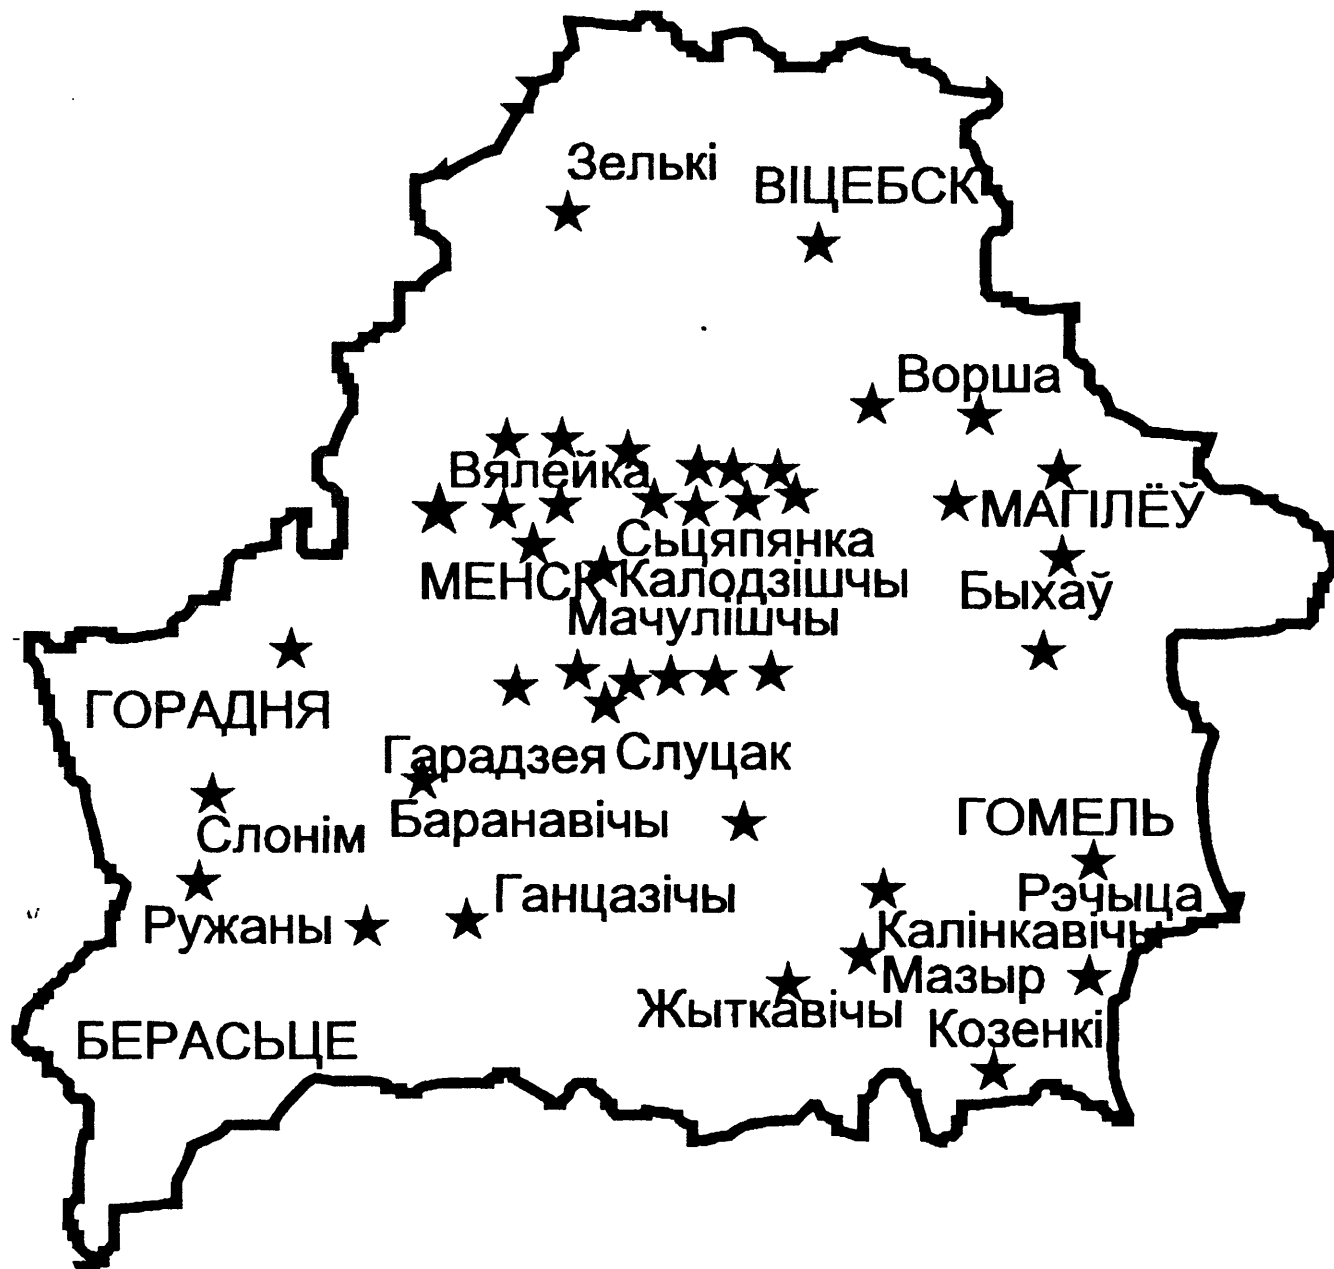 Зелькі
ВІЦЕБСК
Ворша
Вялейка
МАГІЛЁЎ
Сьцяпянка
МЕНСК Калодзішчы
Быхаў
Мачулішчы
ГОРАДНЯ
Гарадзея Слуцак
Баранавічы
ГОМЕЛЬ
Слонім
Ганцазічы
Рэчыца
Ружаны
Калінкавічы
Мазыр
Жыткавічы
Козенкі
БЕРАСЬЦЕ